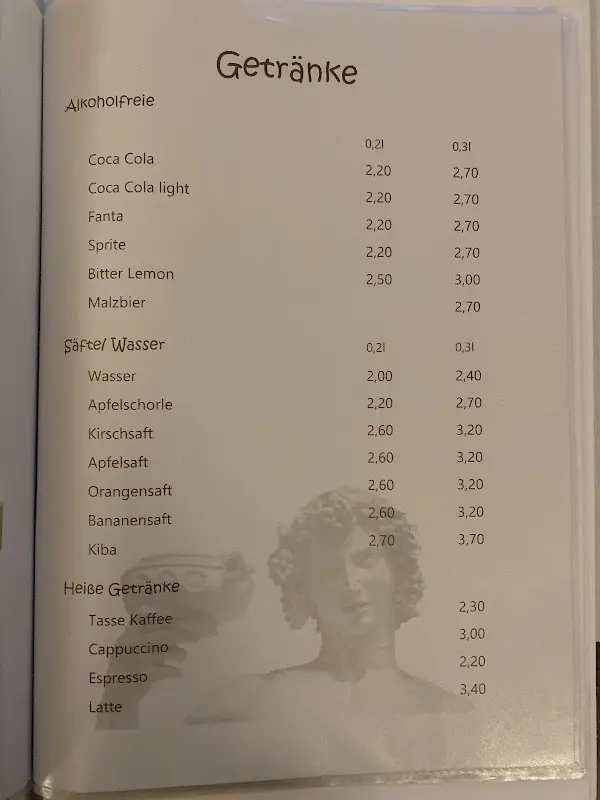 Getränke
Alkoholfreie
0,2l 0,3l
Coca Cola 2,20 2,70
Coca Cola light 2,20 2,70
Fanta 2,20 2,70
Sprite 2,20 2,70
Bitter Lemon 2,50 3,00
Malzbier 2,70
Säfte/ Wasser 0,2l 0,3l
Wasser 2,00 2,40
Apfelschorle 2,20 2,70
Kirschsaft 2,60 3,20
Apfelsaft 2,60 3,20
Orangensaft 2,60 3,20
Bananensaft 2,60 3,20
Kiba 2,70 3,70
Heiße Getränke
Tasse Kaffee 2,30
Cappuccino 3,00
Espresso 2,20
Latte 3,40